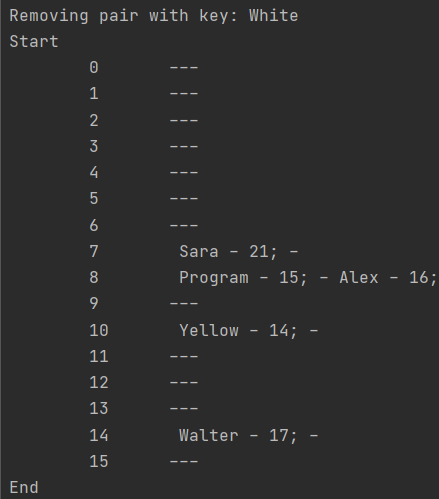 Removing pair with key: White
Start
0 ---
1 ---
2 ---
3 ---
4 ---
5 ---
6 ---
7 Sara - 21; -
8 Program - 15; - Alex - 16;
9 ---
10 Yellow - 14; -
11 ---
12 ---
13 ---
14 Walter - 17; -
15 ---
End